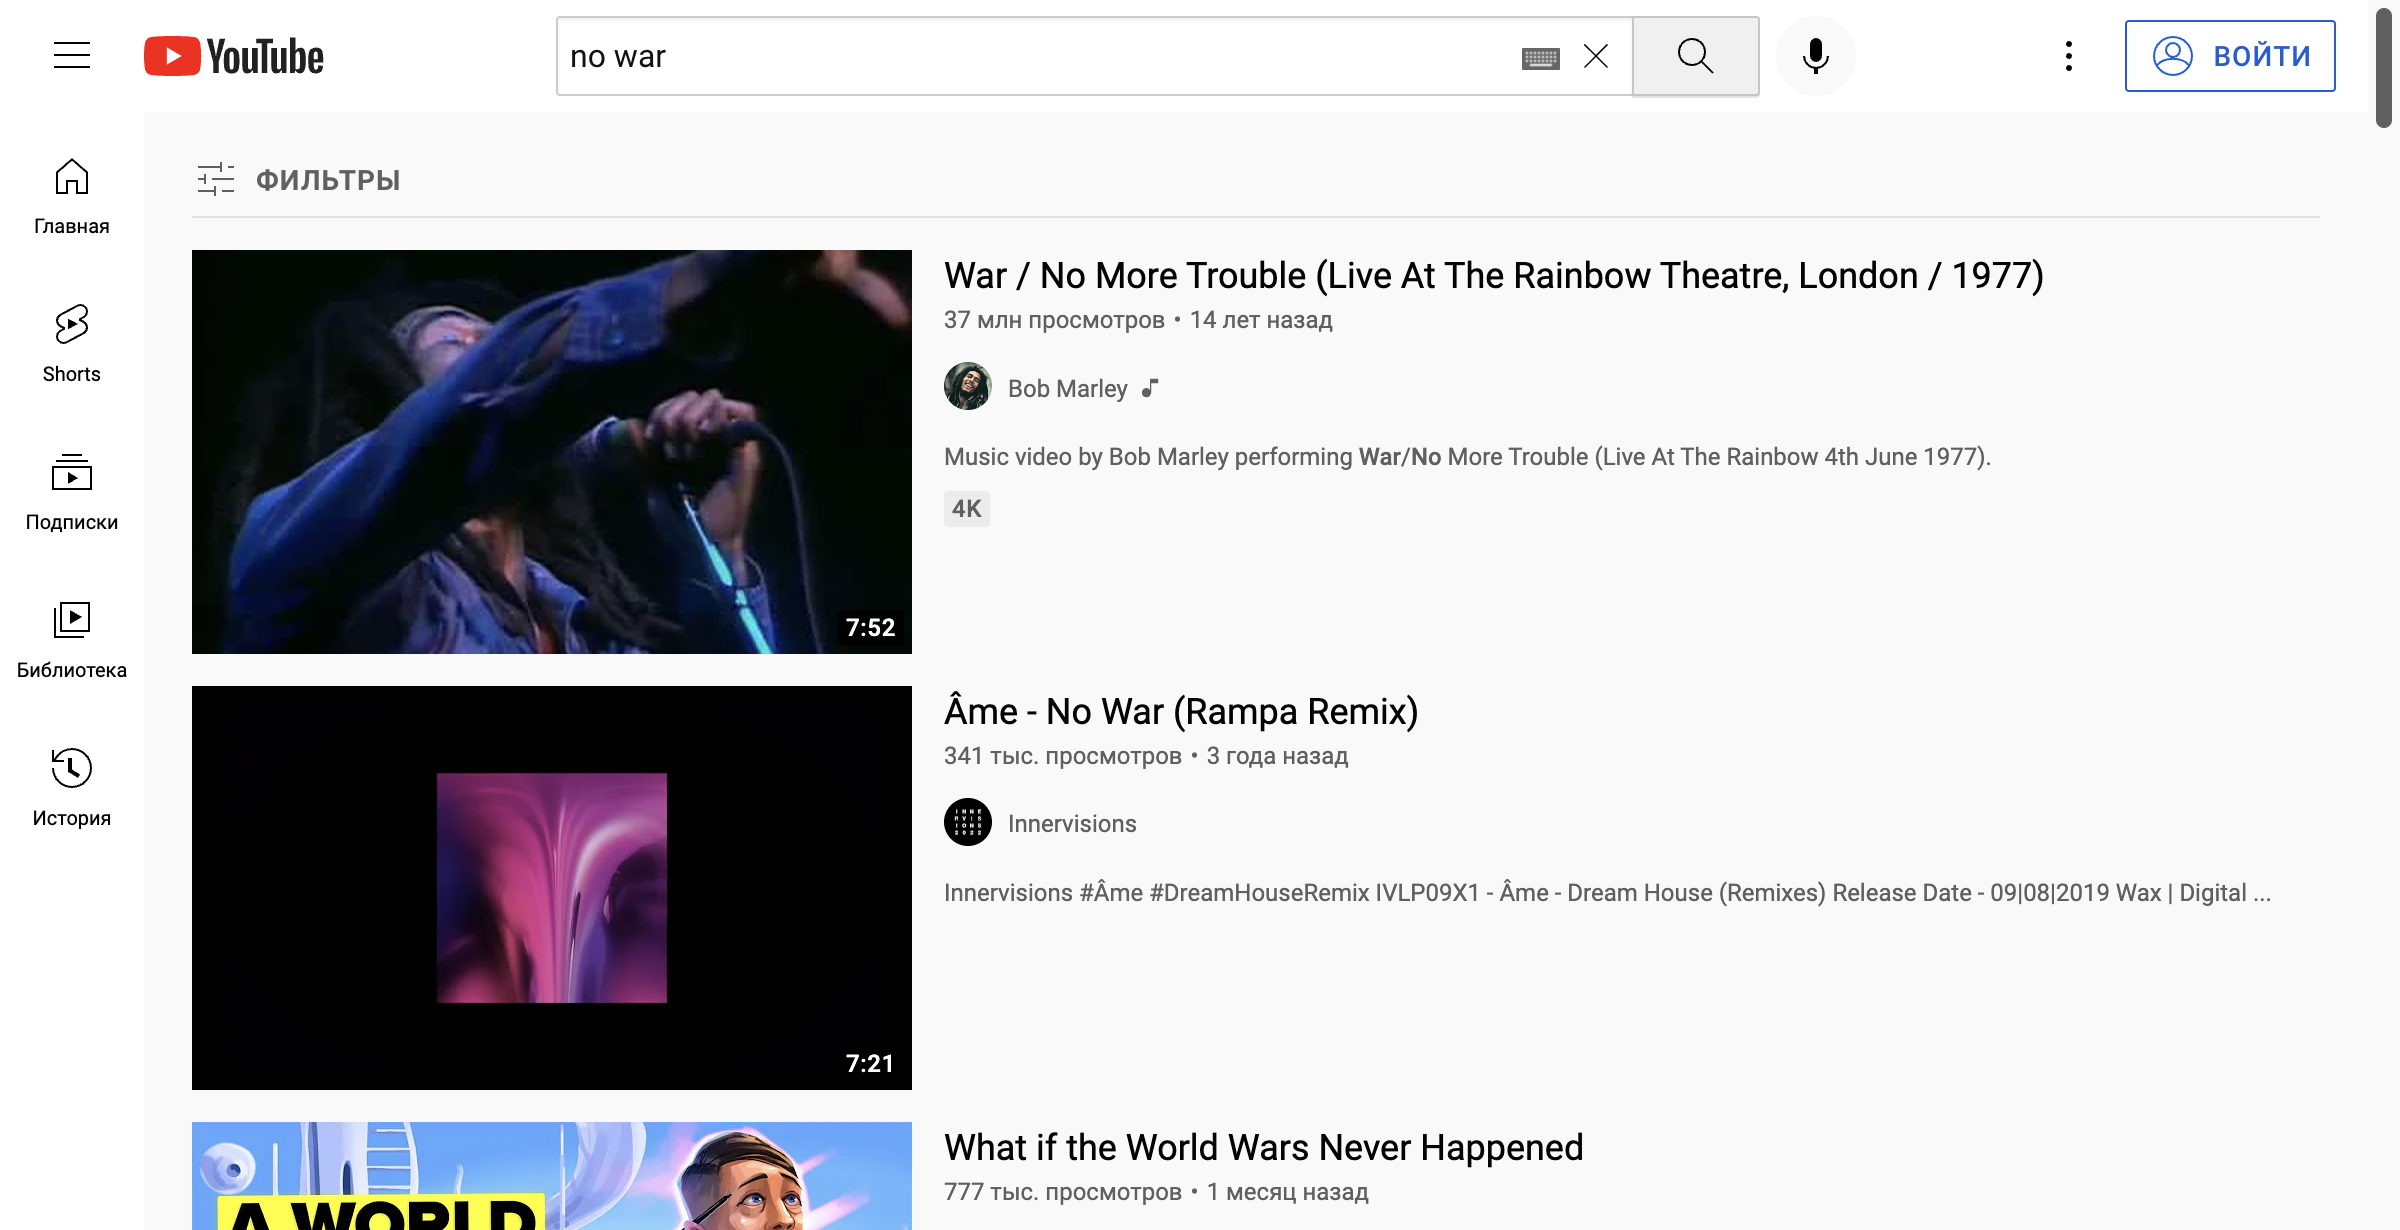 YouTube
no war
ВОЙТИ
Главная
Shorts
Подписки
Библиотека
История
ФИЛЬТРЫ
7:52
War / No More Trouble (Live At The Rainbow Theatre, London / 1977)
37 млн просмотров • 14 лет назад
Bob Marley
Music video by Bob Marley performing War/No More Trouble (Live At The Rainbow 4th June 1977).
4K
7:21
Âme - No War (Rampa Remix)
341 тыс. просмотров • 3 года назад
INNE
RVIS
IONS
2022
Innervisions
Innervisions #Âme #DreamHouseRemix IVLP09X1 - Âme - Dream House (Remixes) Release Date - 09|08|2019 Wax | Digital ...
A WORLD
What if the World Wars Never Happened
777 тыс. просмотров • 1 месяц назад